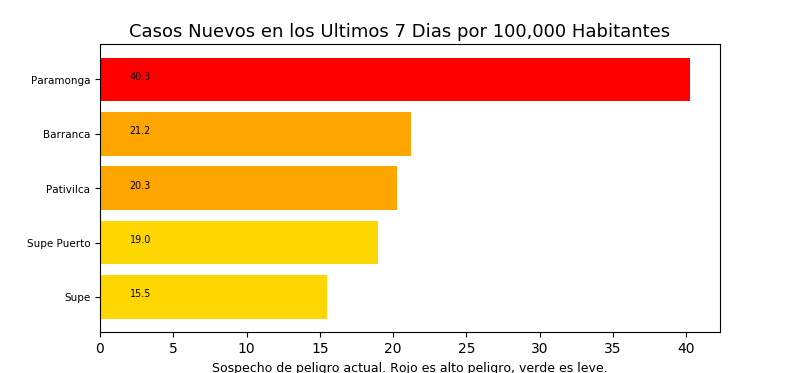 Casos Nuevos en los Ultimos 7 Dias por 100,000 Habitantes
Paramonga 40.3
Barranca 21.2
Pativilca 20.3
Supe Puerto 19.0
Supe 15.5
0 5 10 15 20 25 30 35 40
Sospecho de peligro actual. Rojo es alto peligro, verde es leve.